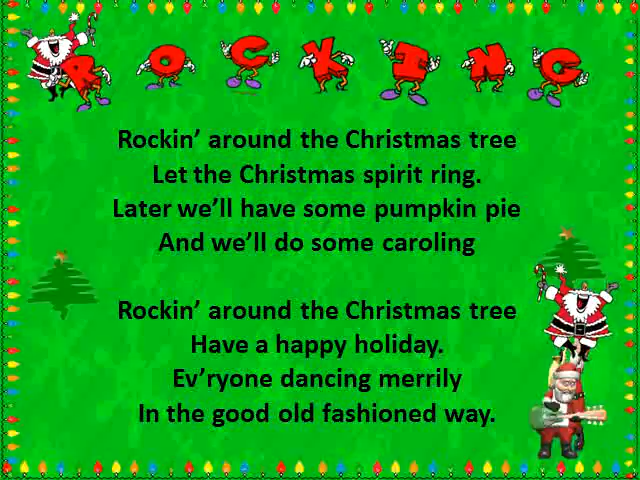 ROCKING
Rockin’ around the Christmas tree
Let the Christmas spirit ring.
Later we’ll have some pumpkin pie
And we’ll do some caroling
Rockin’ around the Christmas tree
Have a happy holiday.
Ev’ryone dancing merrily
In the good old fashioned way.